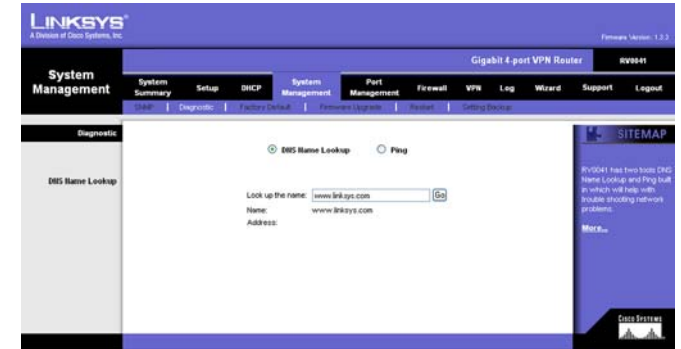 LINKSYS®
A Division of Cisco Systems, Inc.
Firmware Version: 1.2.2
Gigabit 4-port VPN Router
RV0041
System Management
System Summary
Setup
DHCP
System Management
Port Management
Firewall
VPN
Log
Wizard
Support
Logout
SNMP | Diagnostic | Factory Default | Firmware Upgrade | Restart | Setting Backup
Diagnostic
SITEMAP
DNS Name Lookup
Ping
DNS Name Lookup
Look up the name: www.linksys.com Go
Name: www.linksys.com
Address:
RV0041 has two tools DNS
Name Lookup and Ping built
in which will help with
trouble shooting network
problems.
More...
CISCO SYSTEMS